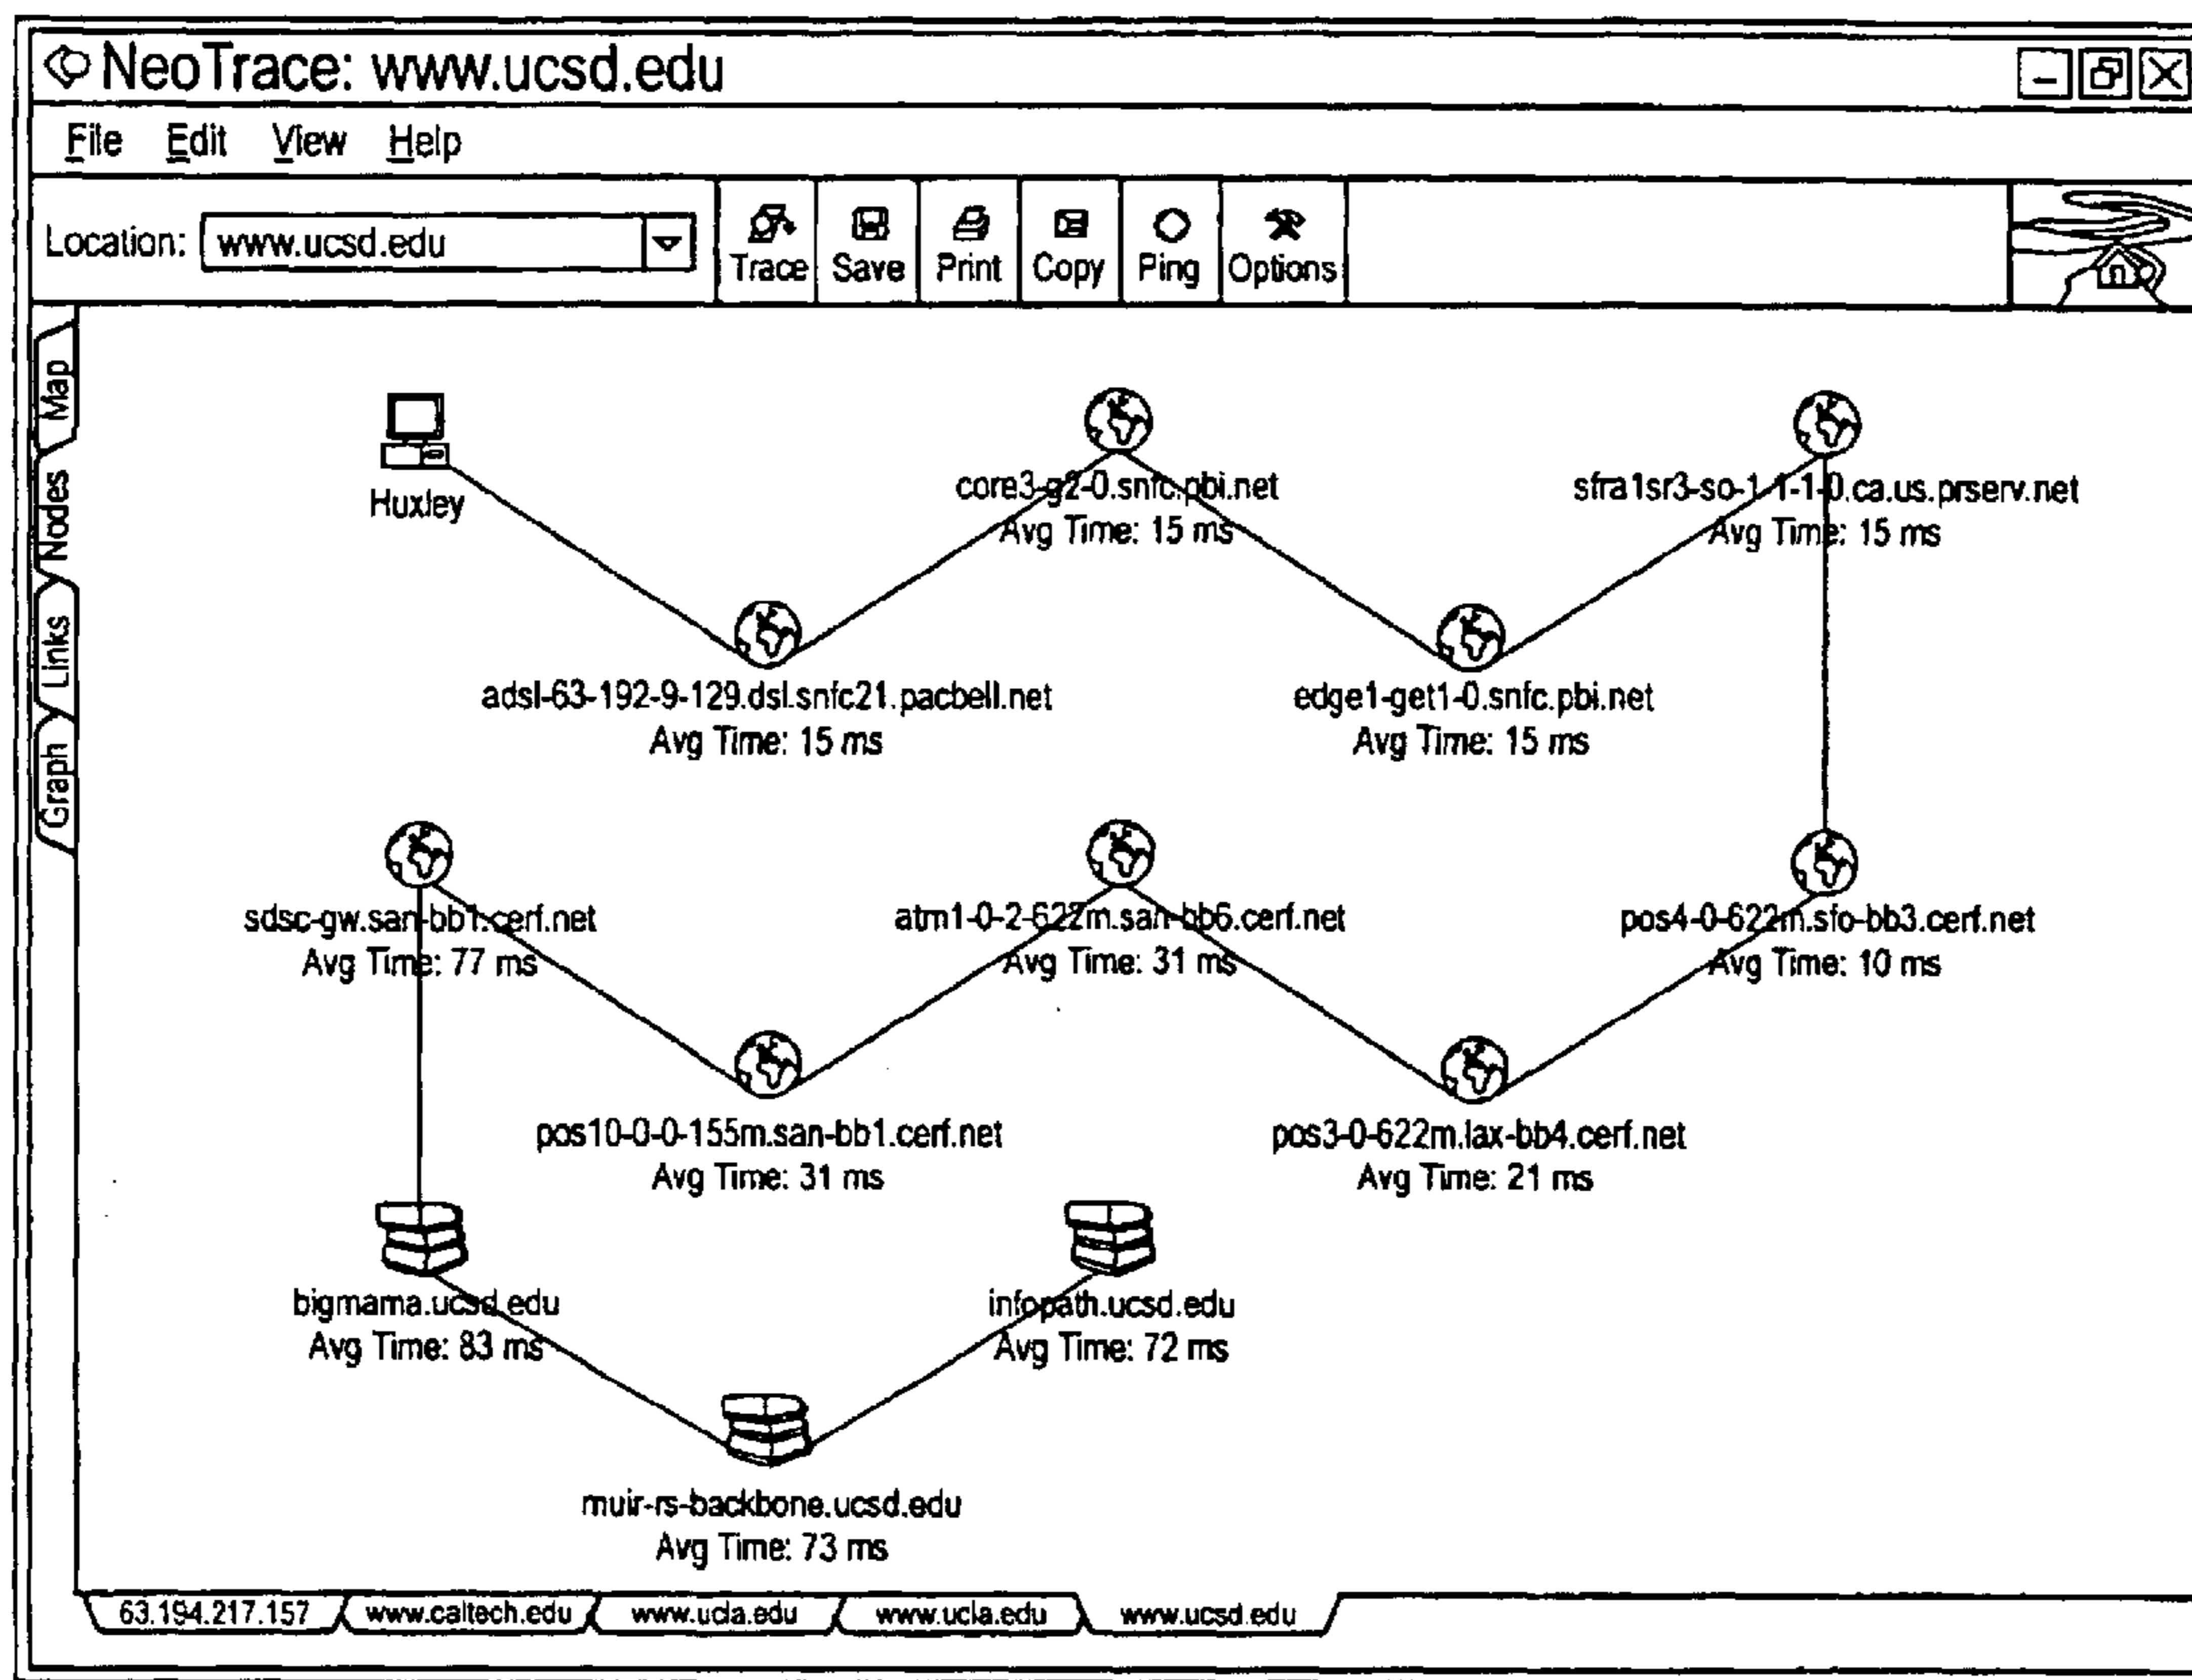 NeoTrace: www.ucsd.edu
File Edit View Help
Location: www.ucsd.edu
Trace Save Print Copy Ping Options
Map
Nodes
Links
Graph
Huxley
core3-g2-0.snfc.pbi.net
Avg Time: 15 ms
sfra1sr3-so-1-1-1-0.ca.us.prserv.net
Avg Time: 15 ms
adsl-63-192-9-129.dsl.snfc21.pacbell.net
Avg Time: 15 ms
edge1-get1-0.snfc.pbi.net
Avg Time: 15 ms
sdsc-gw.san-bb1.cerf.net
Avg Time: 77 ms
atm1-0-2-622m.san-bb6.cerf.net
Avg Time: 31 ms
pos4-0-622m.sfo-bb3.cerf.net
Avg Time: 10 ms
pos10-0-0-155m.san-bb1.cerf.net
Avg Time: 31 ms
pos3-0-622m.lax-bb4.cerf.net
Avg Time: 21 ms
bigmama.ucsd.edu
Avg Time: 83 ms
infopath.ucsd.edu
Avg Time: 72 ms
muir-rs-backbone.ucsd.edu
Avg Time: 73 ms
63.194.217.157 www.caltech.edu www.ucla.edu www.ucla.edu www.ucsd.edu